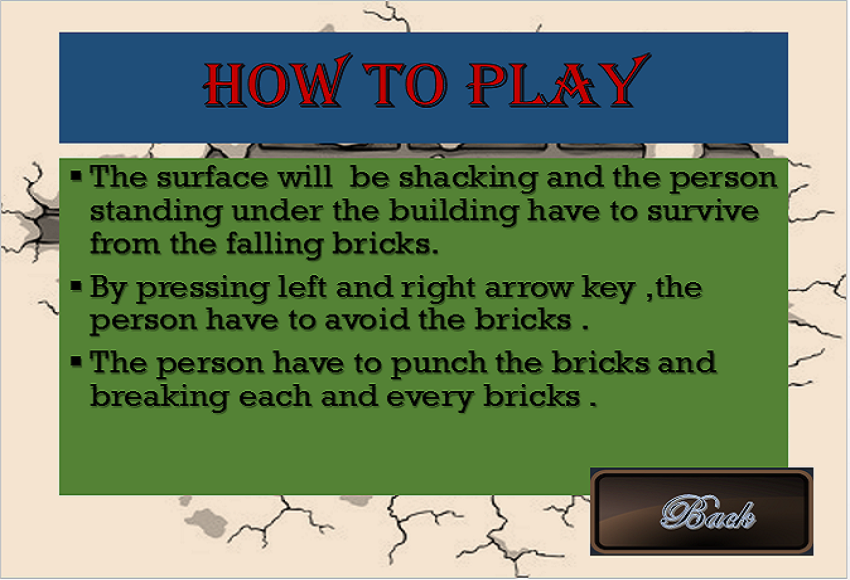 HOW TO PLAY
▪ The surface will be shacking and the person
standing under the building have to survive
from the falling bricks.
▪ By pressing left and right arrow key ,the
person have to avoid the bricks .
▪ The person have to punch the bricks and
breaking each and every bricks .
Back